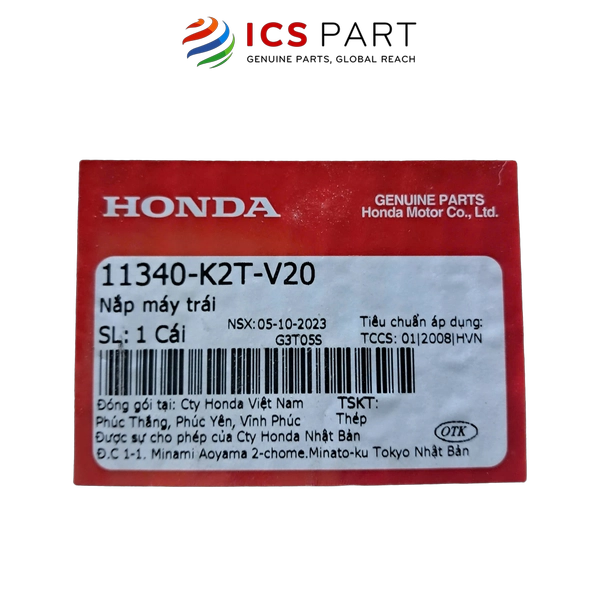 ICS PART
GENUINE PARTS, GLOBAL REACH
HONDA
GENUINE PARTS
Honda Motor Co., Ltd.
11340-K2T-V20
Nắp máy trái
SL: 1 Cái
NSX: 05-10-2023
G3T05S
Tiêu chuẩn áp dụng:
TCCS: 01|2008|HVN
Đóng gói tại: Cty Honda Việt Nam
Phúc Thắng, Phúc Yên, Vĩnh Phúc
Được sự cho phép của Cty Honda Nhật Bản
Đ.C 1-1. Minami Aoyama 2-chome.Minato-ku Tokyo Nhật Bản
TSKT:
Thép
OTK